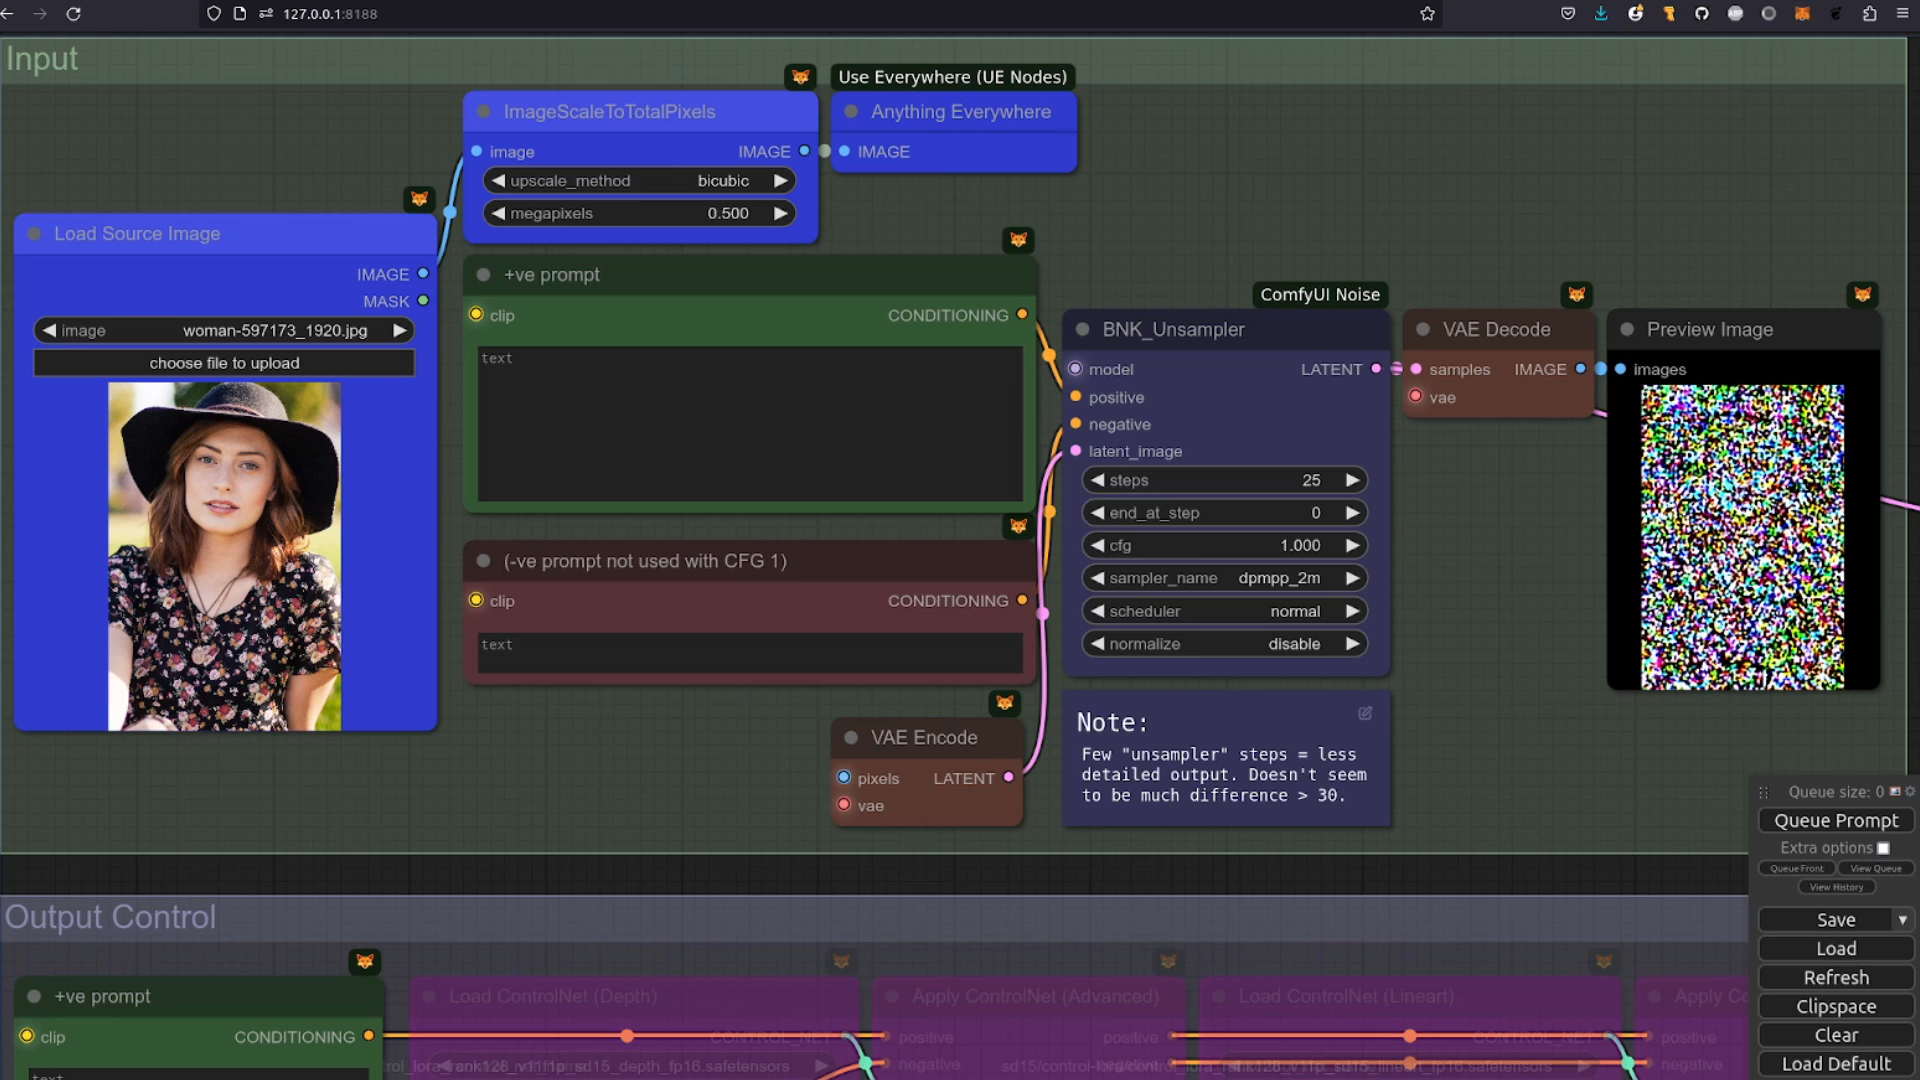 127.0.0.1:8188
Input
Use Everywhere (UE Nodes)
ImageScaleToTotalPixels
Anything Everywhere
image IMAGE
IMAGE
upscale_method bicubic
megapixels 0.500
Load Source Image
IMAGE
MASK
image woman-597173_1920.jpg
choose file to upload
+ve prompt
clip CONDITIONING
text
(-ve prompt not used with CFG 1)
clip CONDITIONING
text
VAE Encode
pixels LATENT
vae
ComfyUI Noise
BNK_Unsampler
model LATENT
positive
negative
latent_image
steps 25
end_at_step 0
cfg 1.000
sampler_name dpmpp_2m
scheduler normal
normalize disable
Note:
Few "unsampler" steps = less
detailed output. Doesn't seem
to be much difference > 30.
VAE Decode
samples IMAGE
vae
Preview Image
images
Queue size: 0
Queue Prompt
Extra options
Queue Front View Queue
View History
Save
Load
Refresh
Clipspace
Clear
Load Default
Output Control
+ve prompt
clip CONDITIONING
text
Load ControlNet (Depth)
CONTROL_NET
Apply ControlNet (Advanced)
positive positive
negative
Load ControlNet (Lineart)
CONTROL_NET
positive
negative